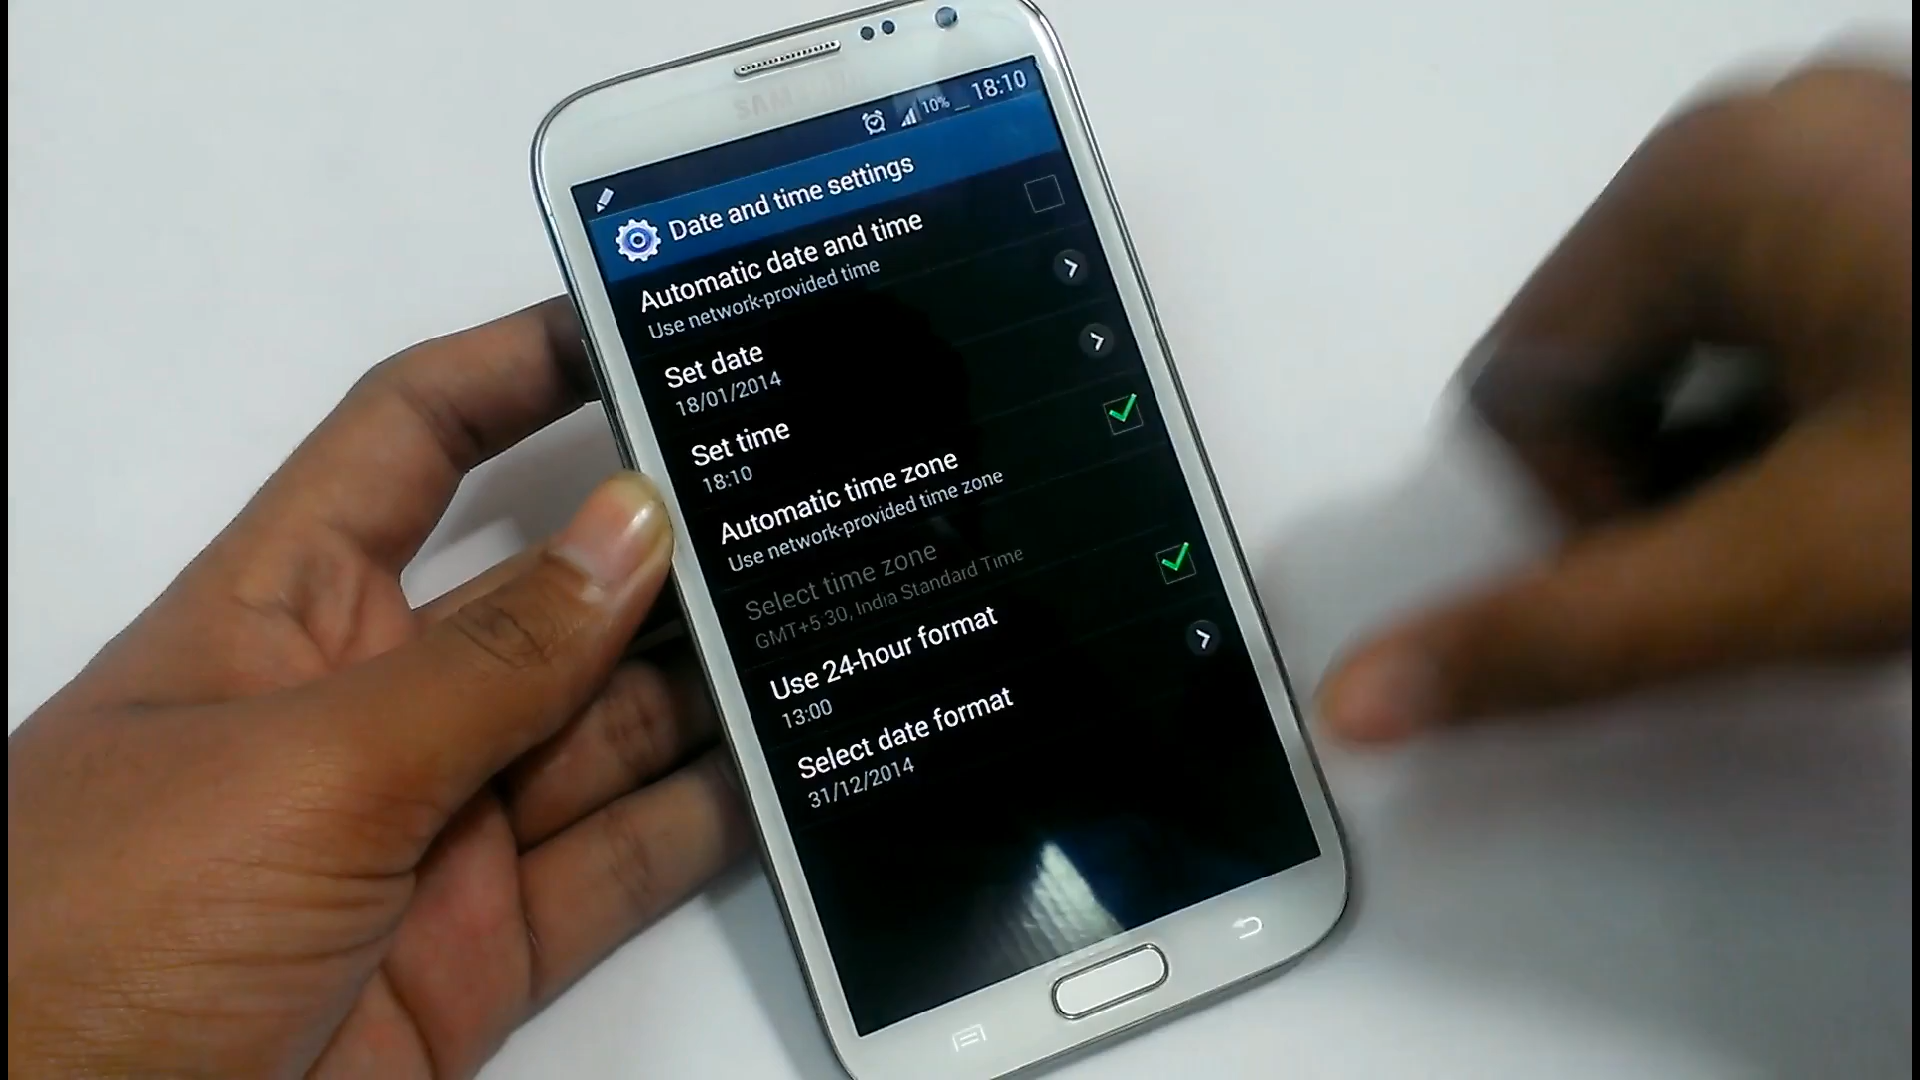 SAMSUNG
10% 18:10
Date and time settings
Automatic date and time
Use network-provided time
Set date
18/01/2014
Set time
18:10
Automatic time zone
Use network-provided time zone
Select time zone
GMT+5:30, India Standard Time
Use 24-hour format
13:00
Select date format
31/12/2014